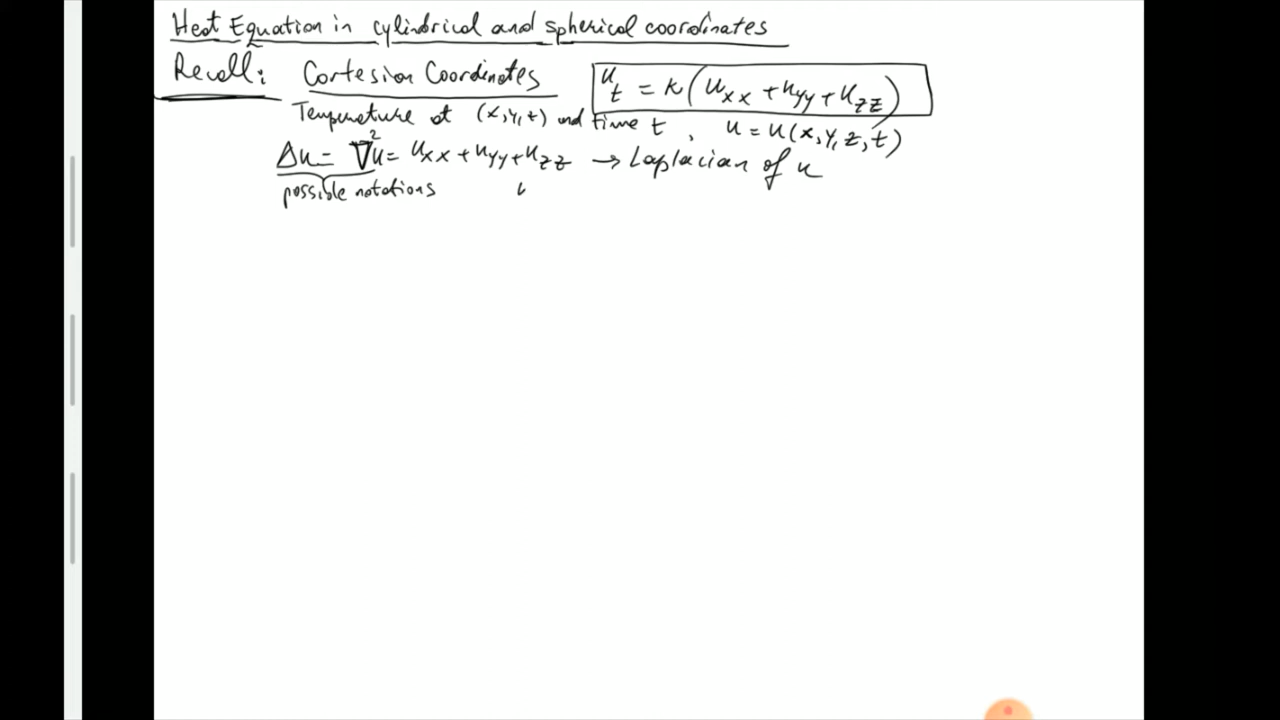 Heat Equation in cylindrical and spherical coordinates
Recall: Cartesian Coordinates u_t = k(u_xx + u_yy + u_zz)
Temperature at (x, y, t) and time t, u = u(x, y, z, t)
Δu = ∇²u = u_xx + u_yy + u_zz → Laplacian of u
possible notations